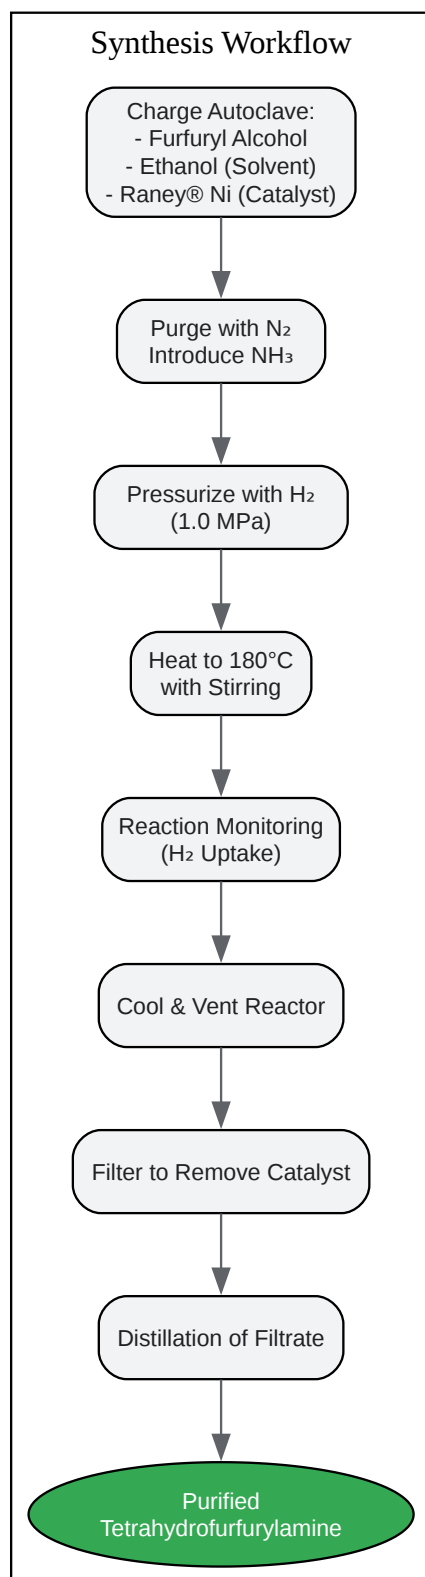 Synthesis Workflow
Charge Autoclave:
- Furfuryl Alcohol
- Ethanol (Solvent)
- Raney® Ni (Catalyst)
Purge with N₂
Introduce NH₃
Pressurize with H₂
(1.0 MPa)
Heat to 180°C
with Stirring
Reaction Monitoring
(H₂ Uptake)
Cool & Vent Reactor
Filter to Remove Catalyst
Distillation of Filtrate
Purified
Tetrahydrofurfurylamine